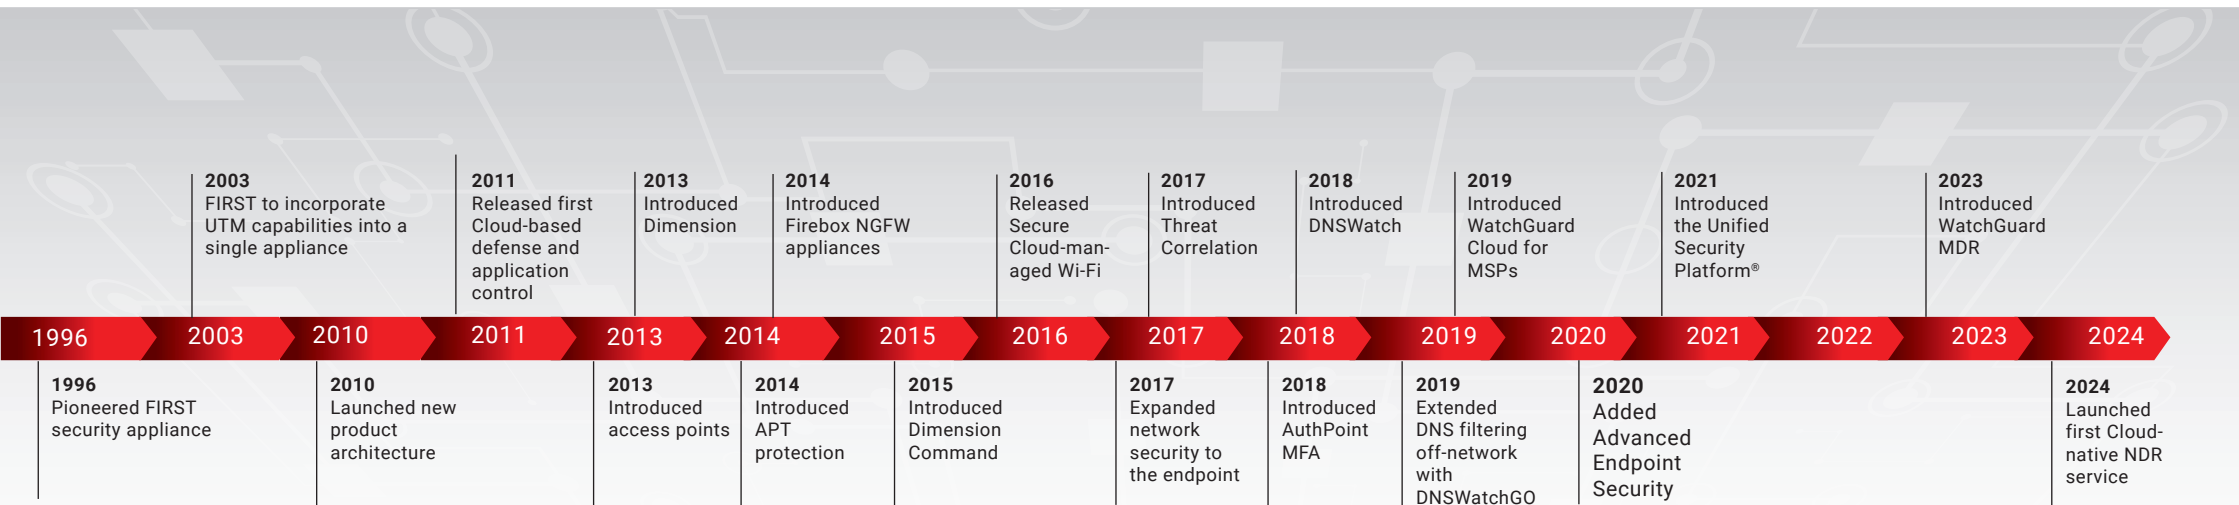 2003
FIRST to incorporate
UTM capabilities into a
single appliance
2011
Released first
Cloud-based
defense and
application
control
2013
Introduced
Dimension
2014
Introduced
Firebox NGFW
appliances
2016
Released
Secure
Cloud-man-
aged Wi-Fi
2017
Introduced
Threat
Correlation
2018
Introduced
DNSWatch
2019
Introduced
WatchGuard
Cloud for
MSPs
2021
Introduced
the Unified
Security
Platform®
2023
Introduced
WatchGuard
MDR
1996 2003 2010 2011 2013 2014 2015 2016 2017 2018 2019 2020 2021 2022 2023 2024
1996
Pioneered FIRST
security appliance
2010
Launched new
product
architecture
2013
Introduced
access points
2014
Introduced
APT
protection
2015
Introduced
Dimension
Command
2017
Expanded
network
security to
the endpoint
2018
Introduced
AuthPoint
MFA
2019
Extended
DNS filtering
off-network
with
DNSWatchGO
2020
Added
Advanced
Endpoint
Security
2024
Launched
first Cloud-
native NDR
service